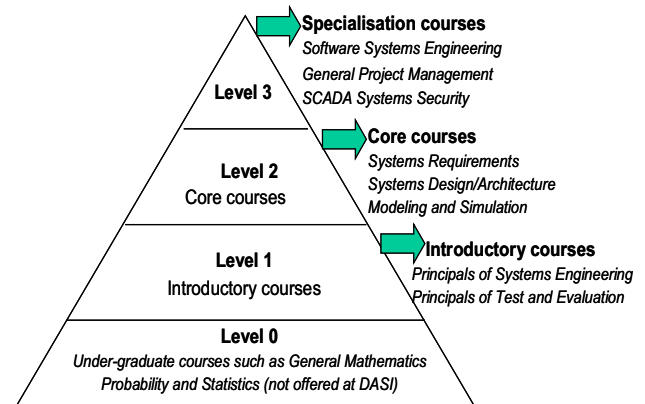 Specialisation courses
Software Systems Engineering
General Project Management
SCADA Systems Security
Level 3
Core courses
Systems Requirements
Systems Design/Architecture
Modeling and Simulation
Level 2
Core courses
Introductory courses
Principals of Systems Engineering
Principals of Test and Evaluation
Level 1
Introductory courses
Level 0
Under-graduate courses such as General Mathematics
Probability and Statistics (not offered at DASI)